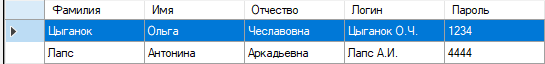 Фамилия Имя Отчество Логин Пароль
Цыганок Ольга Чеславовна Цыганок О.Ч. 1234
Лапс Антонина Аркадьевна Лапс А.И. 4444